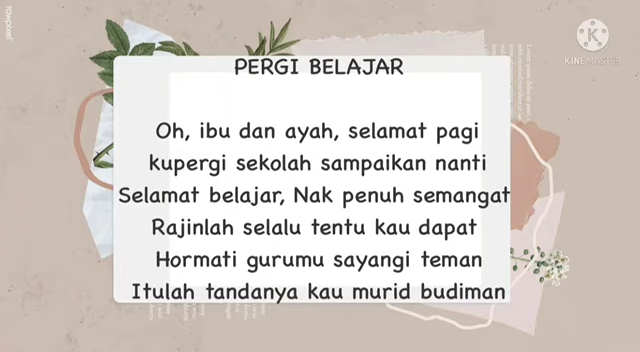 rawpixel
KINEMASTER
PERGI BELAJAR
Oh, ibu dan ayah, selamat pagi
kupergi sekolah sampaikan nanti
Selamat belajar, Nak penuh semangat
Rajinlah selalu tentu kau dapat
Hormati gurumu sayangi teman
Itulah tandanya kau murid budiman